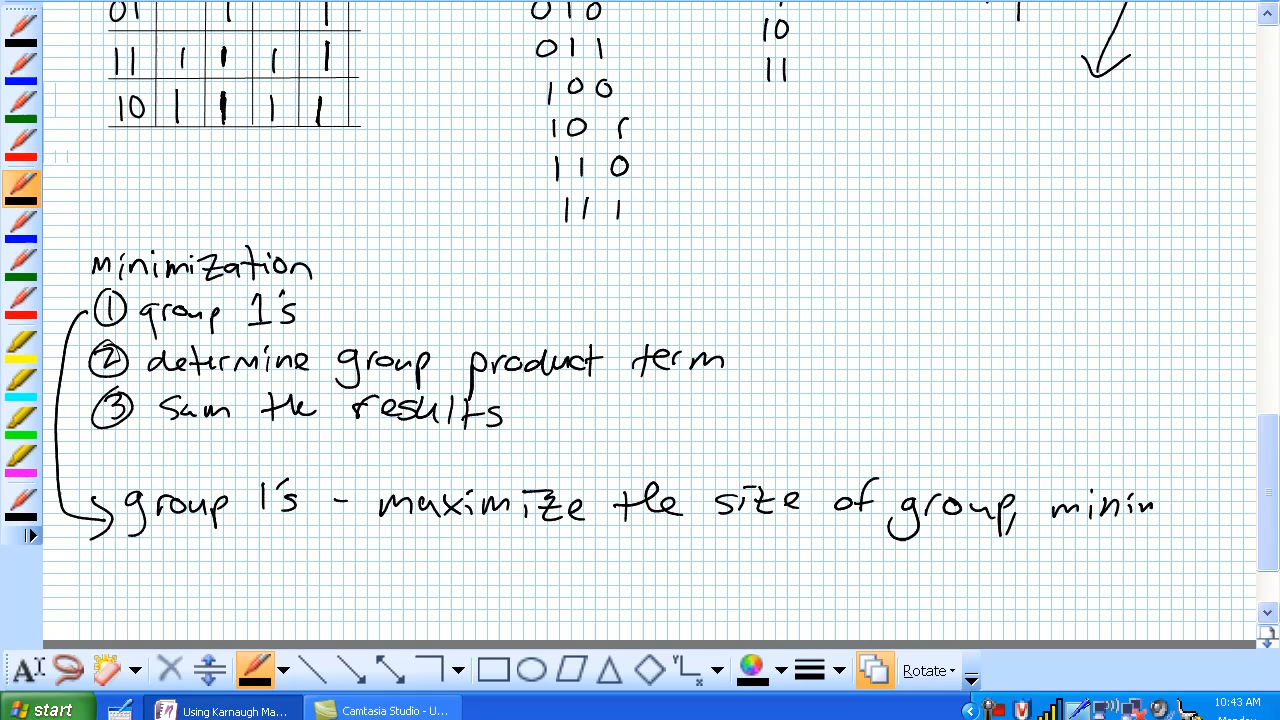 01 1 1
11 1 1 1 1
10 1 1 1 1
010
011
100
101
110
111
10
11
minimization
① group 1's
② determine group product term
③ sum the results
group 1's - maximize the size of group, minim
Rotate
start
Using Karnaugh Ma...
Camtasia Studio - U...
10:43 AM
Monday